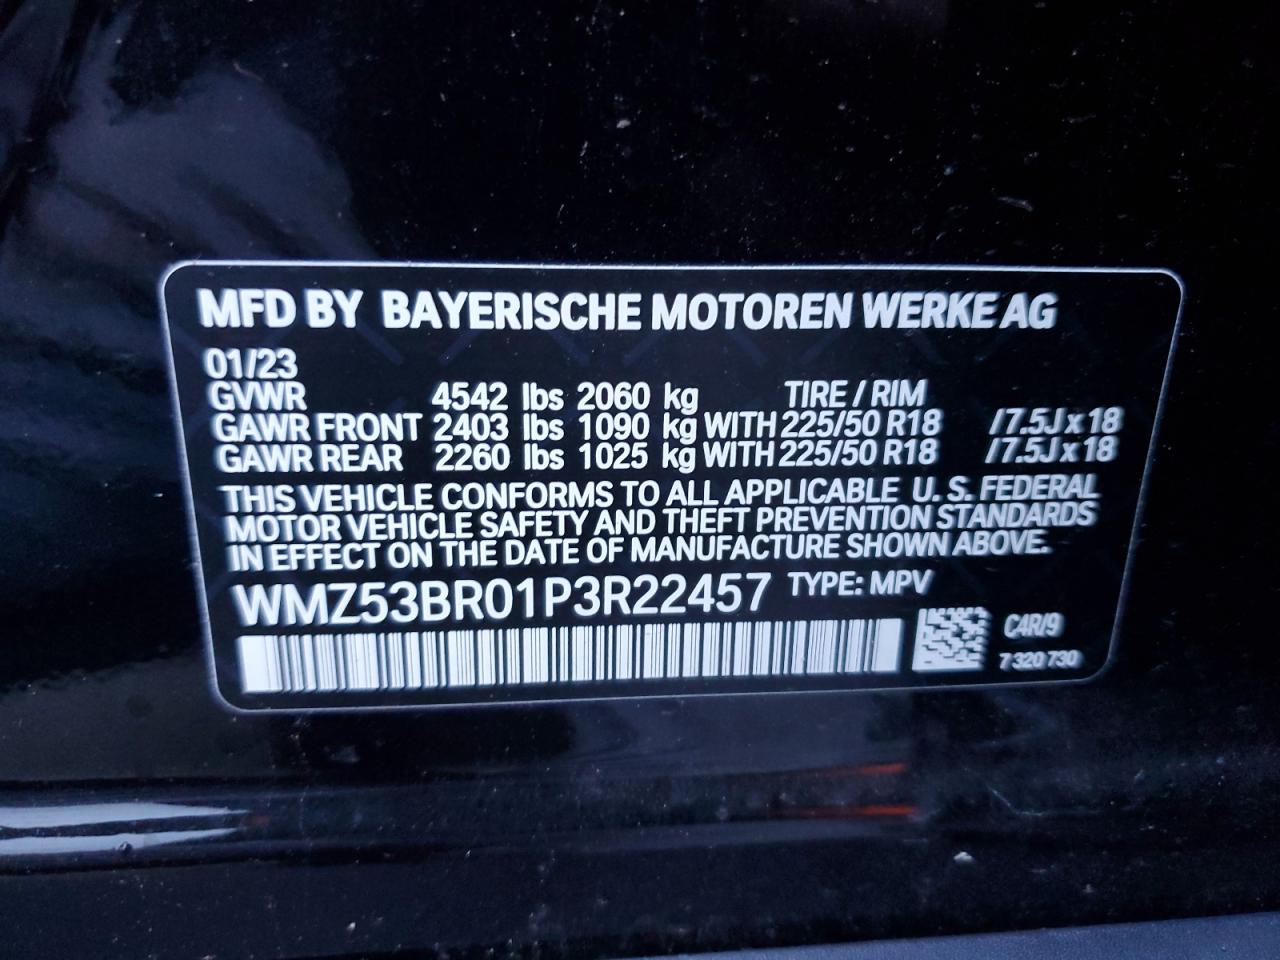 MFD BY BAYERISCHE MOTOREN WERKE AG
01/23
GVWR 4542 lbs 2060 kg TIRE / RIM
GAWR FRONT 2403 lbs 1090 kg WITH 225/50 R18 /7.5J x 18
GAWR REAR 2260 lbs 1025 kg WITH 225/50 R18 /7.5J x 18
THIS VEHICLE CONFORMS TO ALL APPLICABLE U. S. FEDERAL
MOTOR VEHICLE SAFETY AND THEFT PREVENTION STANDARDS
IN EFFECT ON THE DATE OF MANUFACTURE SHOWN ABOVE.
WMZ53BR01P3R22457 TYPE: MPV
C4R/9
7 320 730